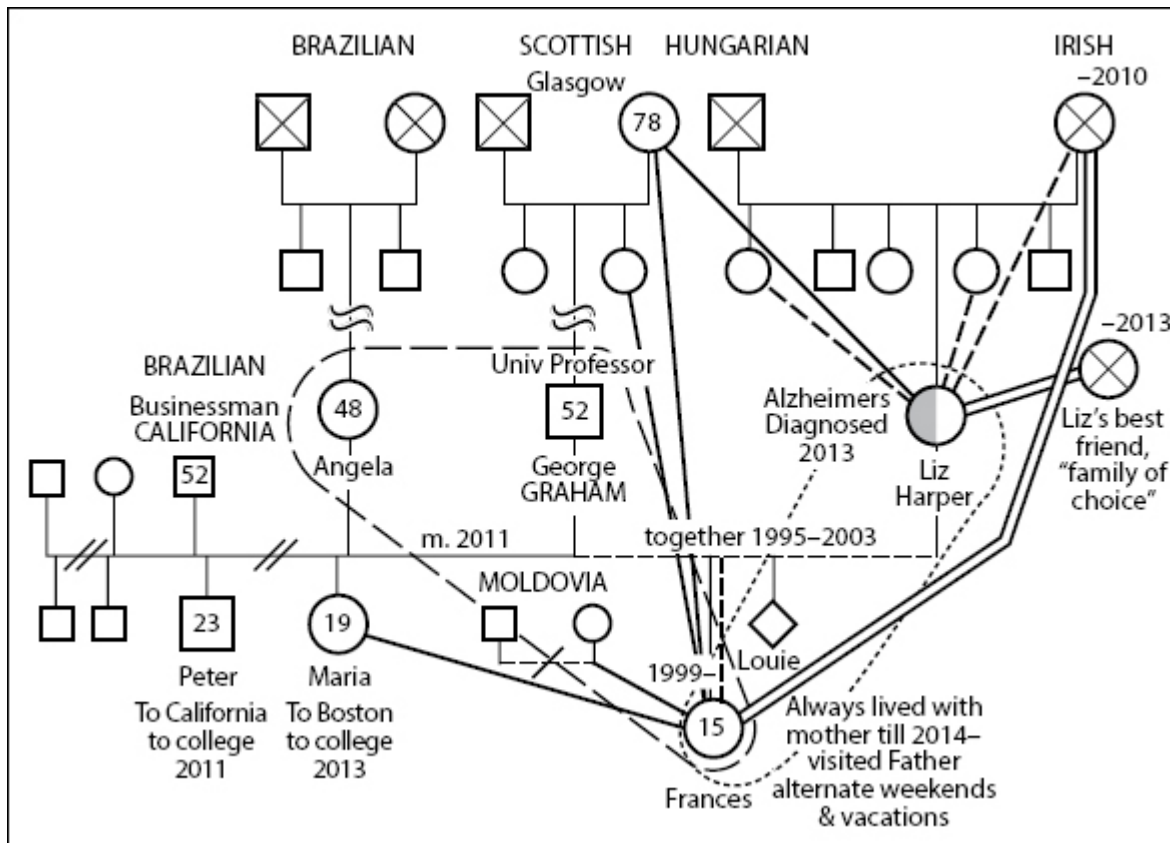 BRAZILIAN
SCOTTISH
Glasgow
HUNGARIAN
IRISH
–2010
78
–2013
Liz's best
friend,
"family of
choice"
Univ Professor
52
George
GRAHAM
48
Angela
BRAZILIAN
Businessman
CALIFORNIA
52
Alzheimers
Diagnosed
2013
Liz
Harper
m. 2011
together 1995–2003
MOLDOVIA
23
Peter
To California
to college
2011
19
Maria
To Boston
to college
2013
1999–
Louie
15
Frances
Always lived with
mother till 2014–
visited Father
alternate weekends
& vacations